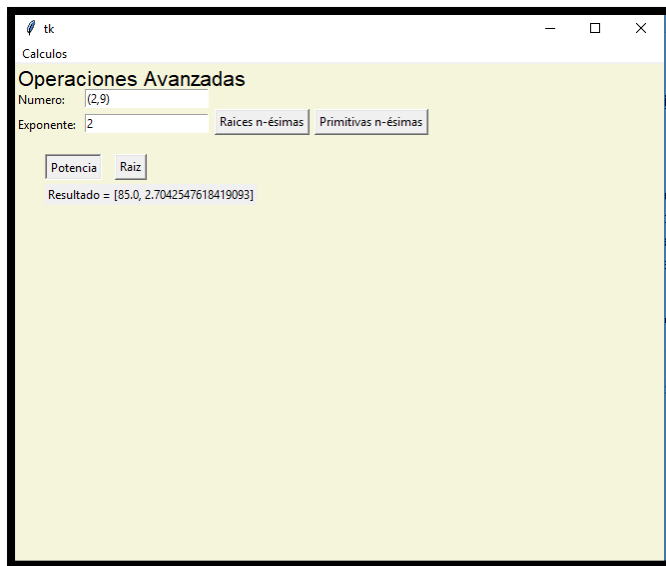 tk
Calculos
Operaciones Avanzadas
Numero: (2,9)
Exponente: 2 Raices n-ésimas Primitivas n-ésimas
Potencia Raiz
Resultado = [85.0, 2.7042547618419093]